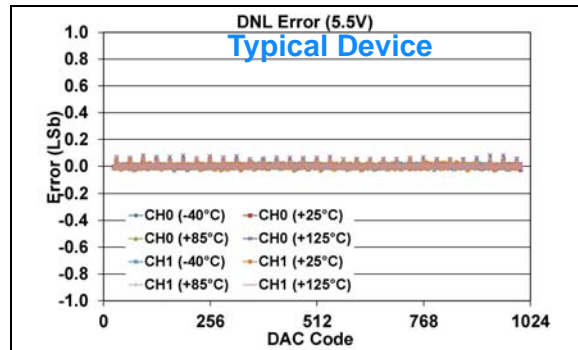 DNL Error (5.5V)
Typical Device
Error (LSb)
1.0
0.8
0.6
0.4
0.2
0.0
-0.2
-0.4
-0.6
-0.8
-1.0
CH0 (-40°C) CH0 (+25°C)
CH0 (+85°C) CH0 (+125°C)
CH1 (-40°C) CH1 (+25°C)
CH1 (+85°C) CH1 (+125°C)
0 256 512 768 1024
DAC Code